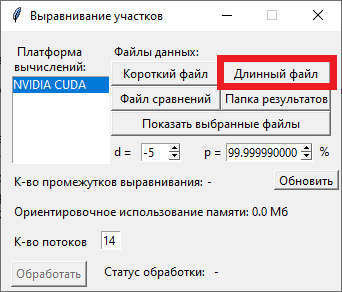 Выравнивание участков
Платформа вычислений:
NVIDIA CUDA
Файлы данных:
Короткий файл
Длинный файл
Файл сравнений
Папка результатов
Показать выбранные файлы
d = -5
p = 99.999990000 %
К-во промежутков выравнивания: -
Обновить
Ориентировочное использование памяти: 0.0 Мб
К-во потоков 14
Обработать
Статус обработки: -